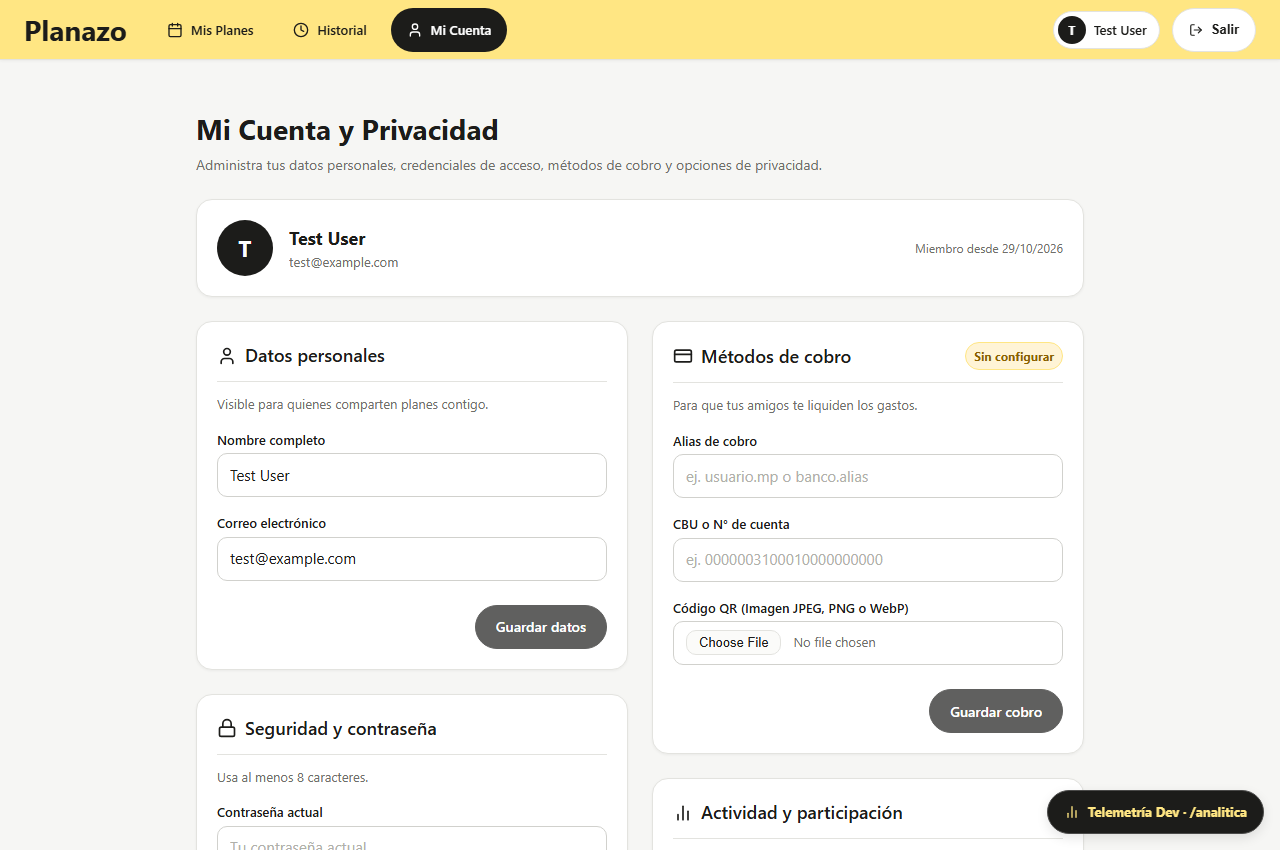 Planazo
Mis Planes
Historial
Mi Cuenta
T
Test User
Salir
Mi Cuenta y Privacidad
Administra tus datos personales, credenciales de acceso, métodos de cobro y opciones de privacidad.
T
Test User
test@example.com
Miembro desde 29/10/2026
Datos personales
Visible para quienes comparten planes contigo.
Nombre completo
Test User
Correo electrónico
test@example.com
Guardar datos
Seguridad y contraseña
Usa al menos 8 caracteres.
Contraseña actual
Tu contraseña actual
Métodos de cobro
Sin configurar
Para que tus amigos te liquiden los gastos.
Alias de cobro
ej. usuario.mp o banco.alias
CBU o N° de cuenta
ej. 0000003100010000000000
Código QR (Imagen JPEG, PNG o WebP)
Choose File No file chosen
Guardar cobro
Actividad y participación
Telemetría Dev · /analitica